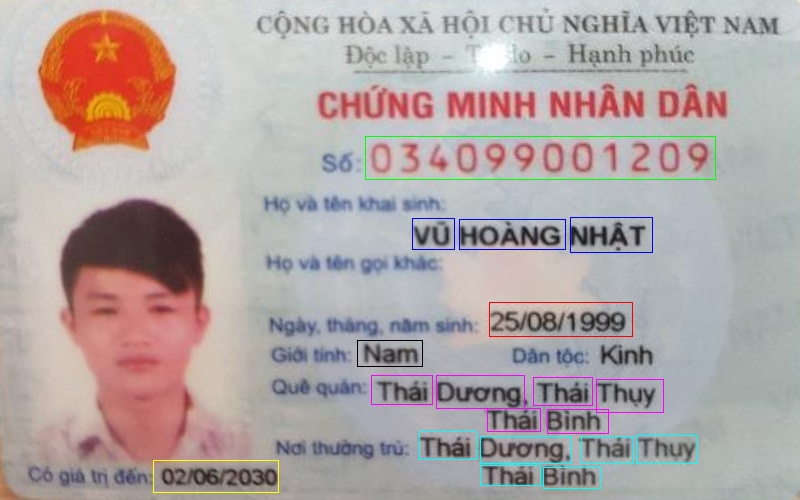 CỘNG HÒA XÃ HỘI CHỦ NGHĨA VIỆT NAM
Độc lập - do - Hạnh phúc
CHỨNG MINH NHÂN DÂN
Số: 034099001209
Họ và tên khai sinh:
VŨ HOÀNG NHẬT
Họ và tên gọi khác:
Ngày, tháng, năm sinh: 25/08/1999
Giới tính: Nam Dân tộc: Kinh
Quê quán: Thái Dương, Thái Thụy
Thái Bình
Nơi thường trú: Thái Dương, Thái Thụy
Thái Bình
Có giá trị đến: 02/06/2030